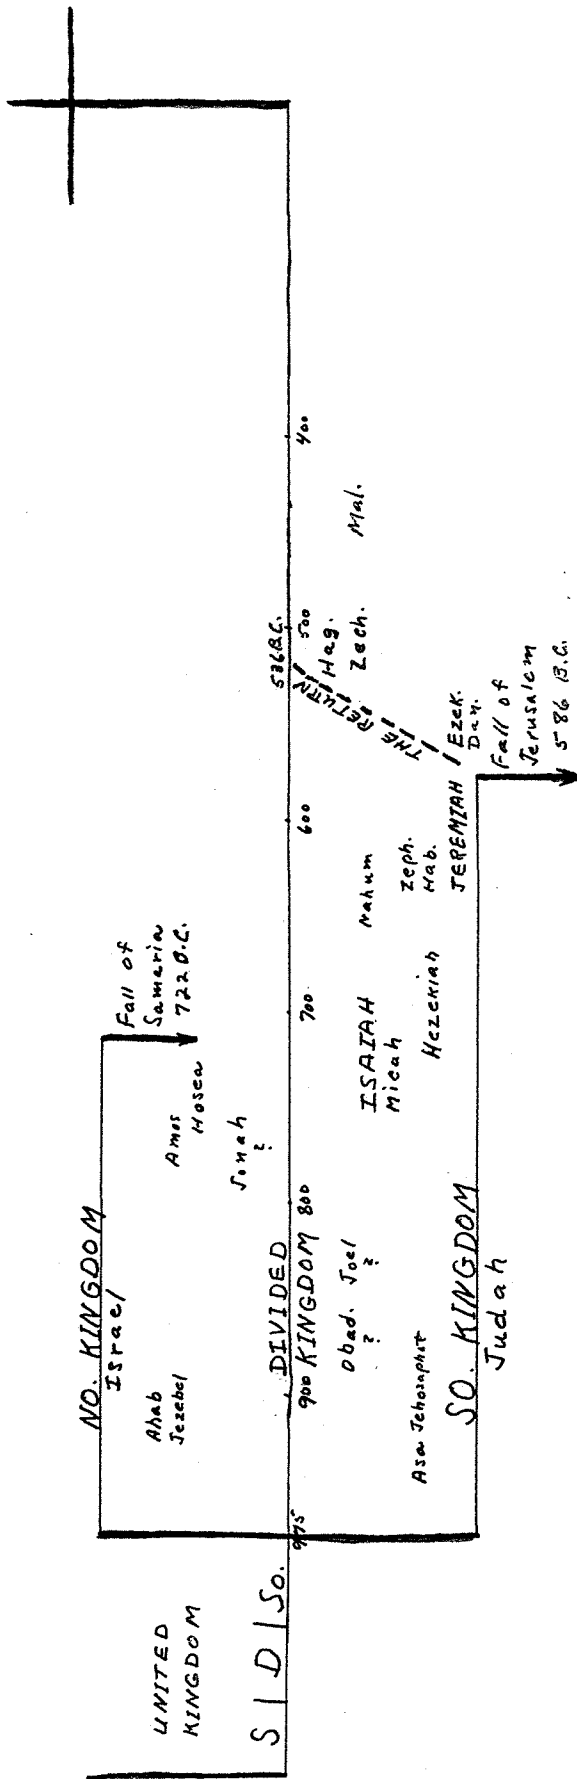 UNITED
KINGDOM
S | D | So.
975
NO. KINGDOM
Israel
Ahab
Jezebel
Amos
Hosea
Jonah
?
Fall of
Samaria
722 B.C.
DIVIDED
KINGDOM
900
800
700
600
500
400
536 B.C.
Obad. Joel
? ?
Asa Jehosaphat
ISAIAH
Micah
Hezekiah
Nahum
Zeph.
Hab.
JEREMIAH
SO. KINGDOM
Judah
THE RETURN
Ezek.
Dan.
Fall of
Jerusalem
586 B.C.
Hag.
Zech.
Mal.